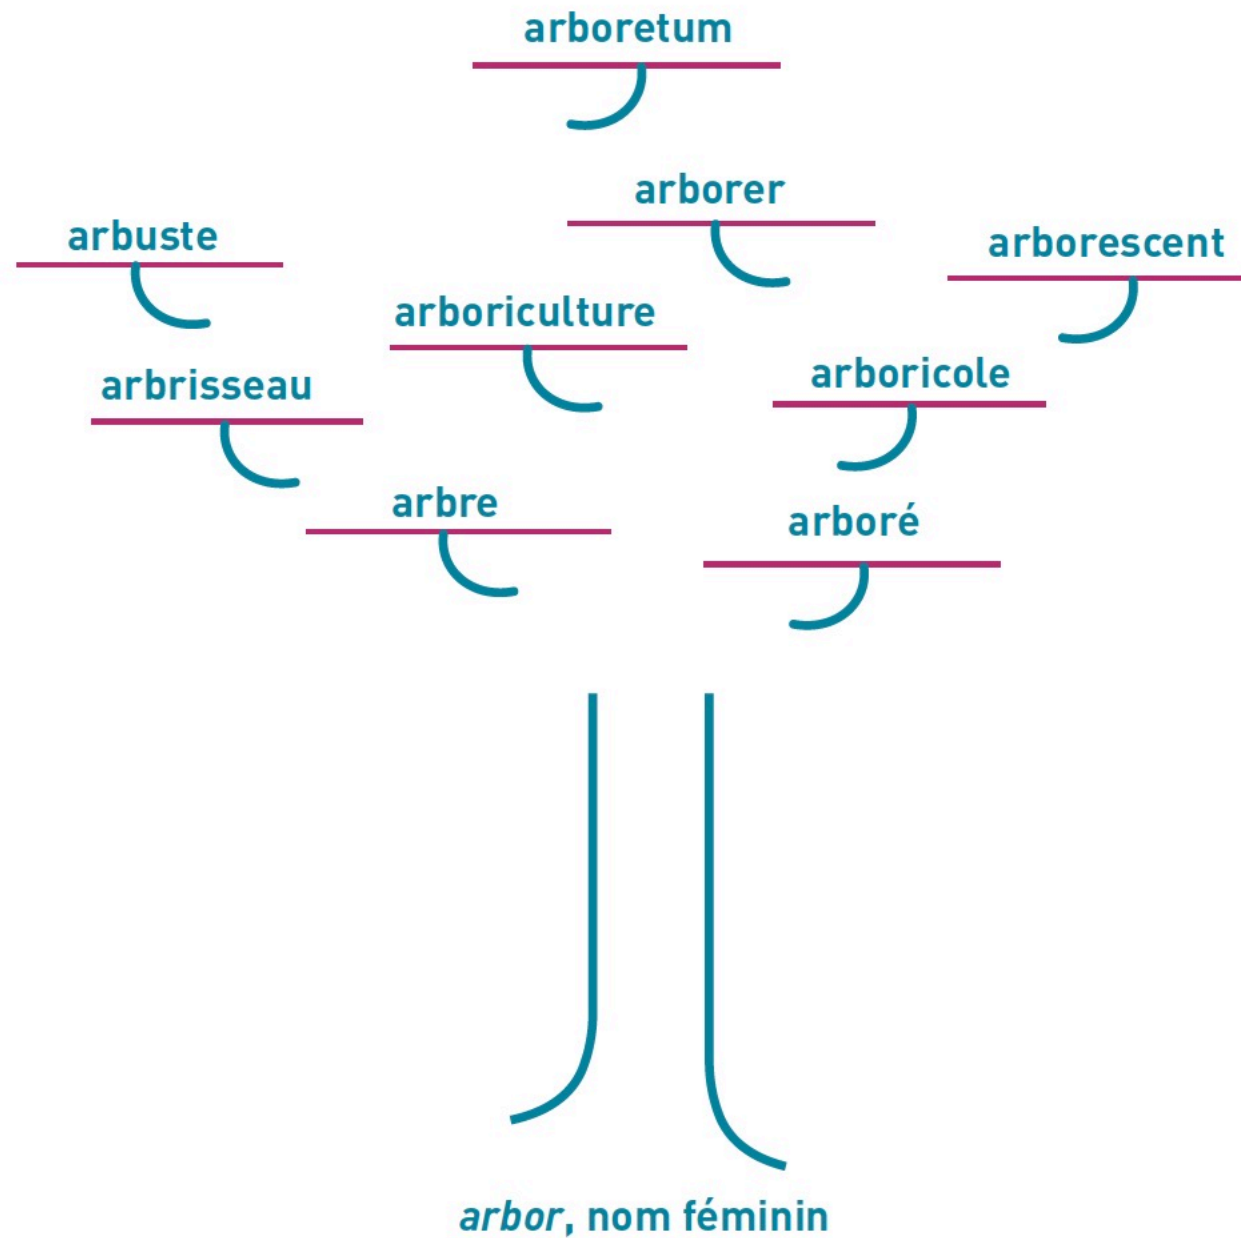 arboretum
arborer
arbuste
arborescent
arboriculture
arboricole
arbrisseau
arbre
arboré
arbor, nom féminin